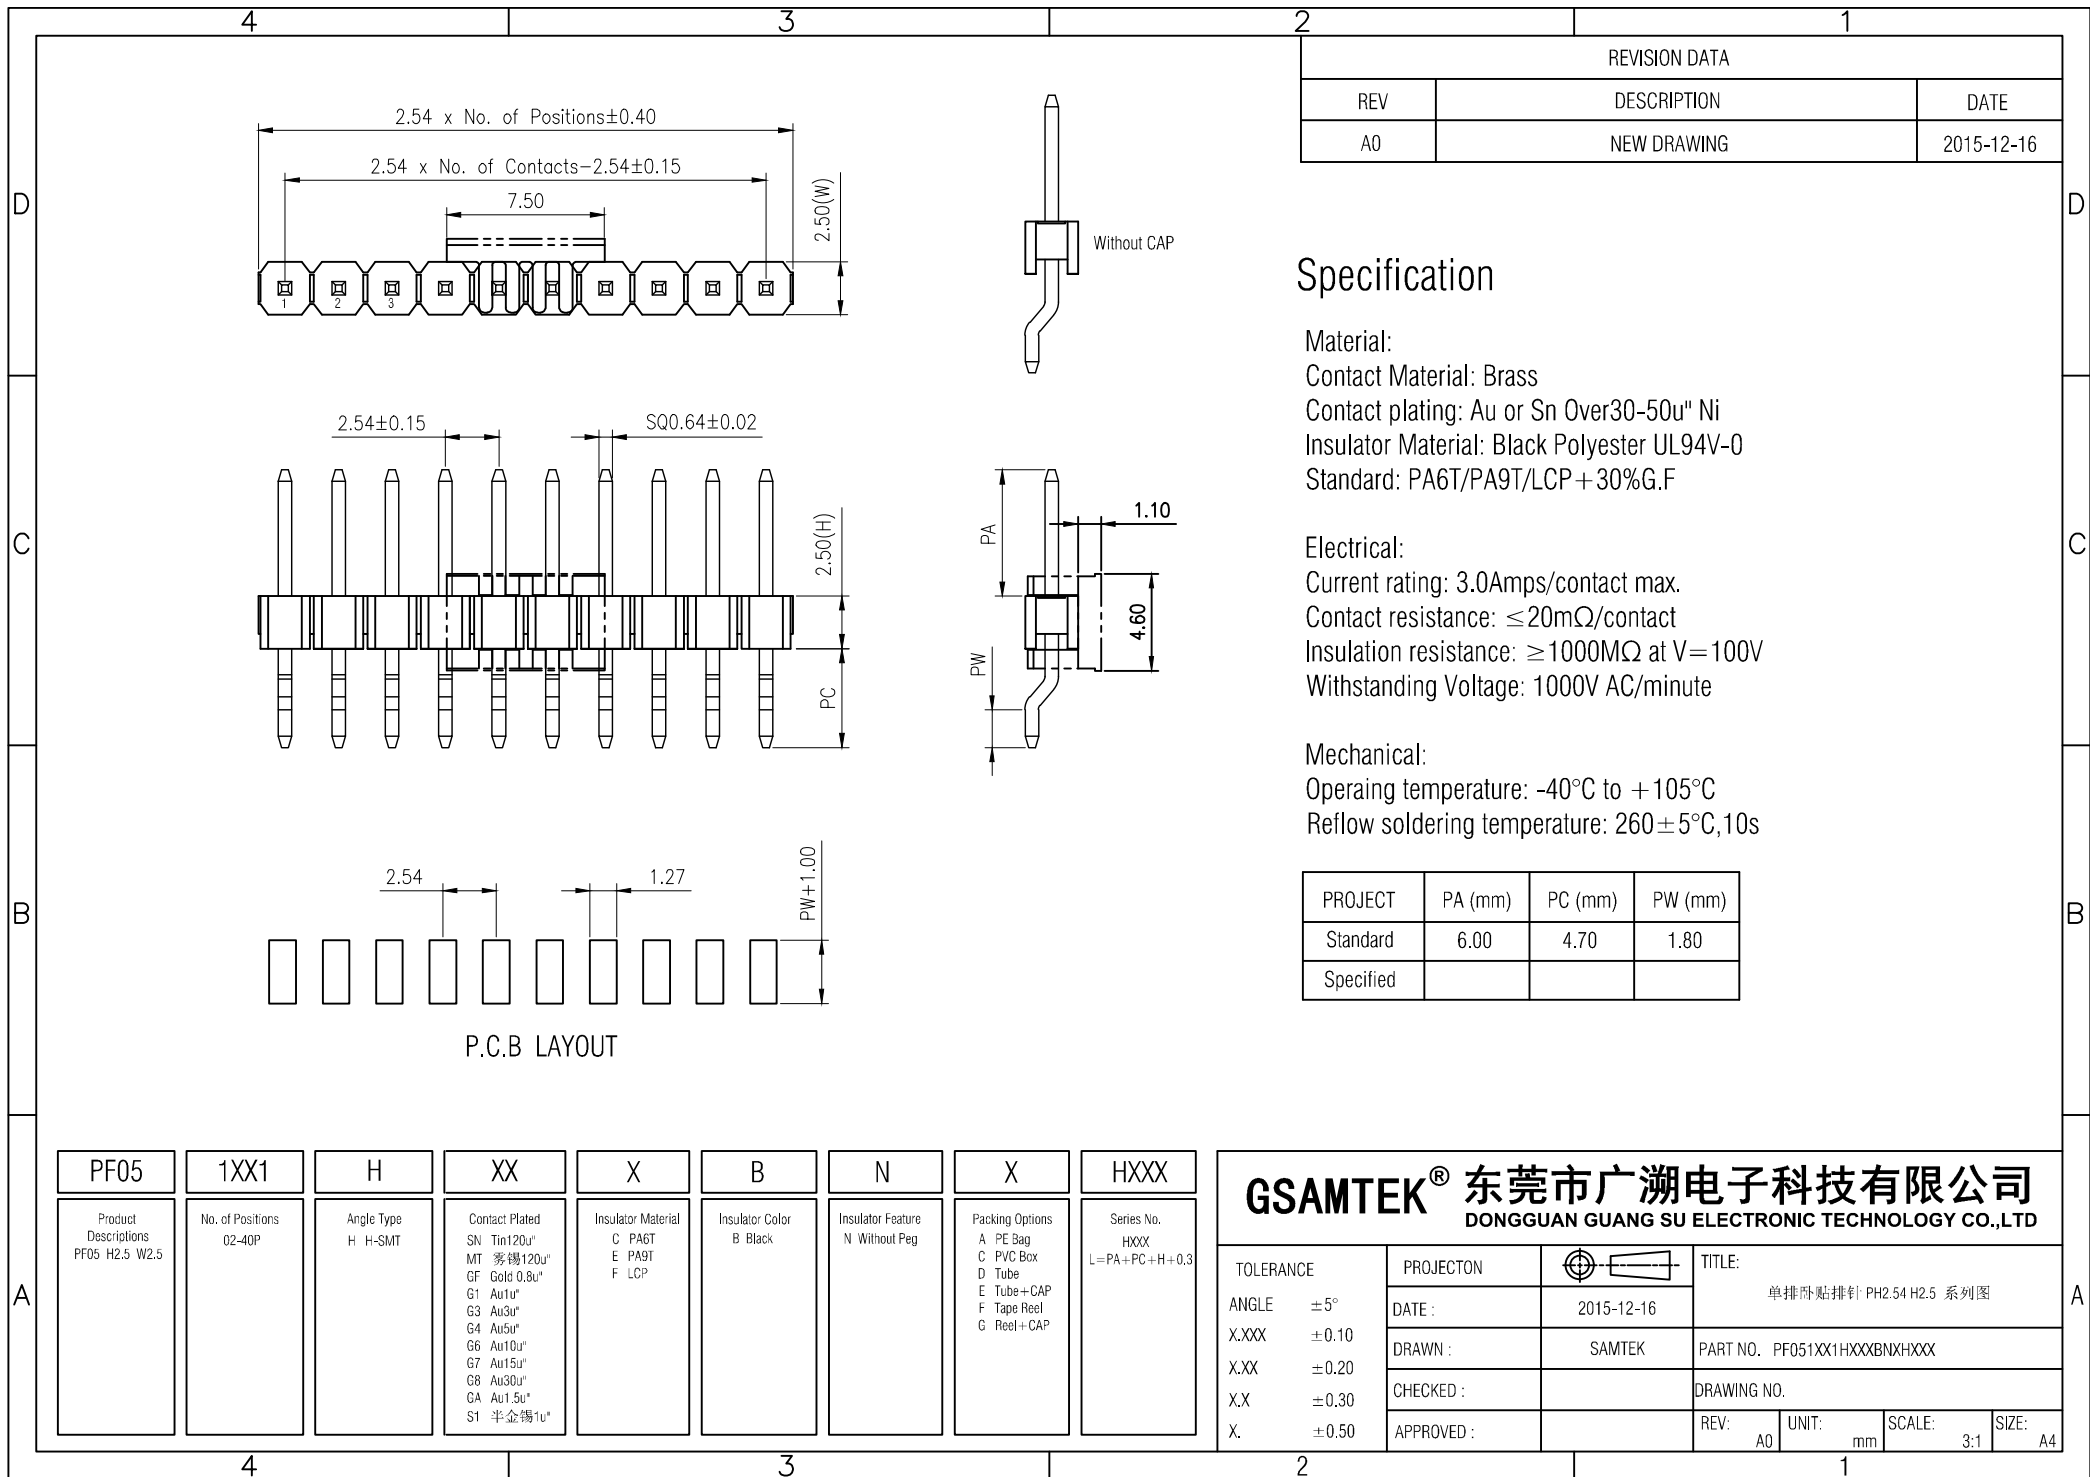 4
3
2
1
REVISION DATA
REV DESCRIPTION DATE
A0 NEW DRAWING 2015-12-16
D
D
2.54 x No. of Positions±0.40
2.54 x No. of Contacts-2.54±0.15
7.50
2.50(W)
1 2 3
Without CAP
Specification
Material:
Contact Material: Brass
Contact plating: Au or Sn Over30-50u" Ni
Insulator Material: Black Polyester UL94V-0
Standard: PA6T/PA9T/LCP+30%G.F
Electrical:
Current rating: 3.0Amps/contact max.
Contact resistance: ≤20mΩ/contact
Insulation resistance: ≥1000MΩ at V=100V
Withstanding Voltage: 1000V AC/minute
Mechanical:
Operaing temperature: -40°C to +105°C
Reflow soldering temperature: 260±5°C,10s
C
C
2.54±0.15
SQ0.64±0.02
2.50(H)
PC
PA
PW
1.10
4.60
PROJECT PA (mm) PC (mm) PW (mm)
Standard 6.00 4.70 1.80
Specified
B
B
2.54
1.27
PW+1.00
P.C.B LAYOUT
A
A
PF05
Product
Descriptions
PF05 H2.5 W2.5
1XX1
No. of Positions
02-40P
H
Angle Type
H H-SMT
XX
Contact Plated
SN Tin120u"
MT 雾锡120u"
GF Gold 0.8u"
G1 Au1u"
G3 Au3u"
G4 Au5u"
G6 Au10u"
G7 Au15u"
G8 Au30u"
GA Au1.5u"
S1 半金锡1u"
X
Insulator Material
C PA6T
E PA9T
F LCP
B
Insulator Color
B Black
N
Insulator Feature
N Without Peg
X
Packing Options
A PE Bag
C PVC Box
D Tube
E Tube+CAP
F Tape Reel
G Reel+CAP
HXXX
Series No.
HXXX
L=PA+PC+H+0.3
GSAMTEK® 东莞市广溯电子科技有限公司
DONGGUAN GUANG SU ELECTRONIC TECHNOLOGY CO.,LTD
TOLERANCE
ANGLE ±5°
X.XXX ±0.10
X.XX ±0.20
X.X ±0.30
X. ±0.50
PROJECTON
DATE : 2015-12-16
DRAWN : SAMTEK
CHECKED :
APPROVED :
TITLE:
单排卧贴排针 PH2.54 H2.5 系列图
PART NO. PF051XX1HXXXBNXHXXX
DRAWING NO.
REV: A0
UNIT: mm
SCALE: 3:1
SIZE: A4
4
3
2
1